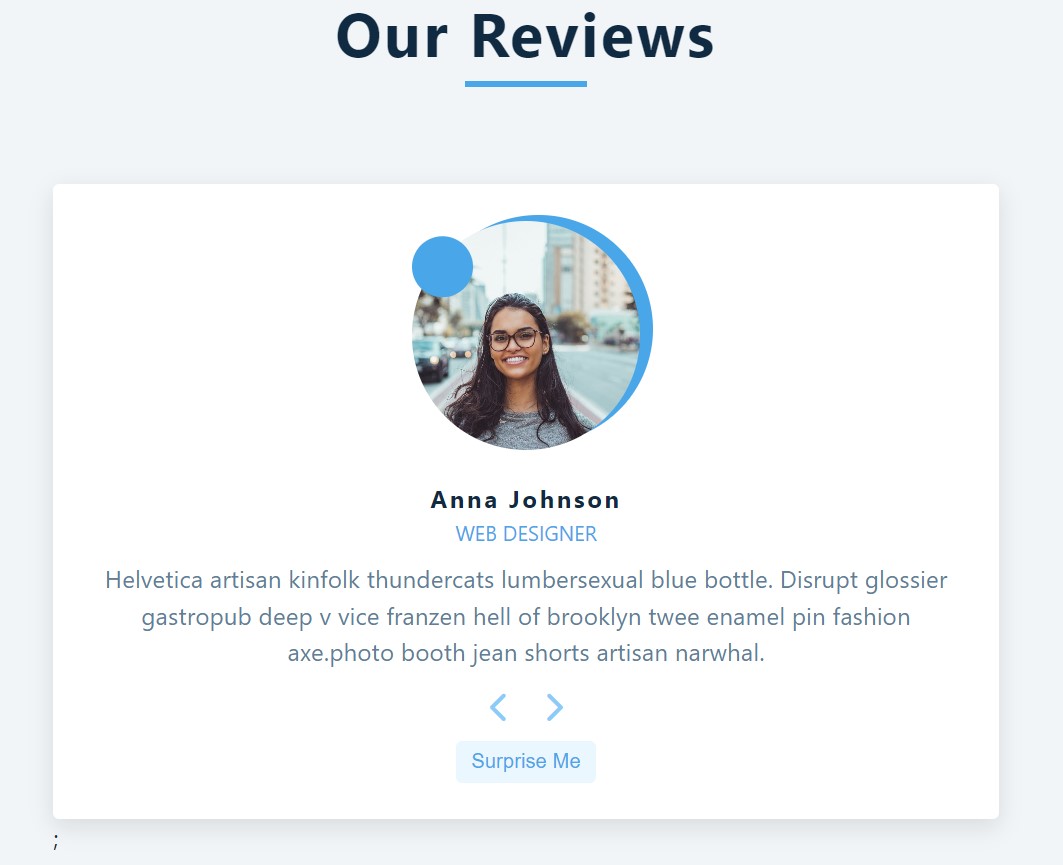 Our Reviews
Anna Johnson
WEB DESIGNER
Helvetica artisan kinfolk thundercats lumbersexual blue bottle. Disrupt glossier
gastropub deep v vice franzen hell of brooklyn twee enamel pin fashion
axe.photo booth jean shorts artisan narwhal.
Surprise Me
;